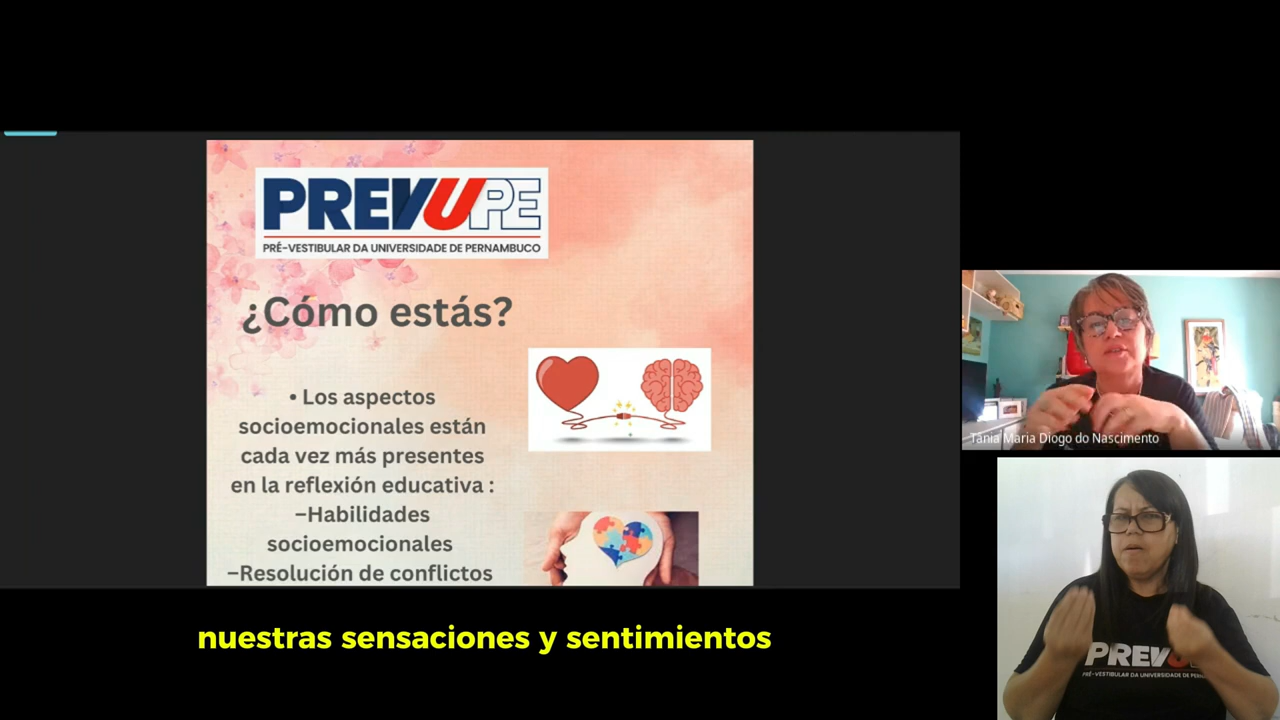 PREVUPE
PRÉ-VESTIBULAR DA UNIVERSIDADE DE PERNAMBUCO
¿Cómo estás?
• Los aspectos
socioemocionales están
cada vez más presentes
en la reflexión educativa :
–Habilidades
socioemocionales
–Resolución de conflictos
nuestras sensaciones y sentimientos
Tânia Maria Diogo do Nascimento
PREVUPE
PRÉ-VESTIBULAR DA UNIVERSIDADE DE